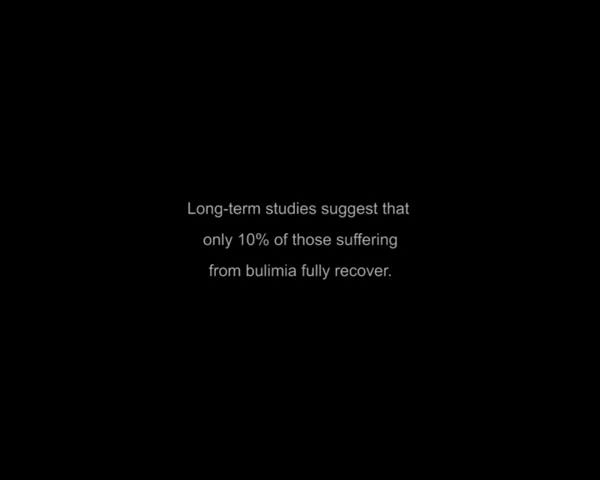 Long-term studies suggest that
only 10% of those suffering
from bulimia fully recover.